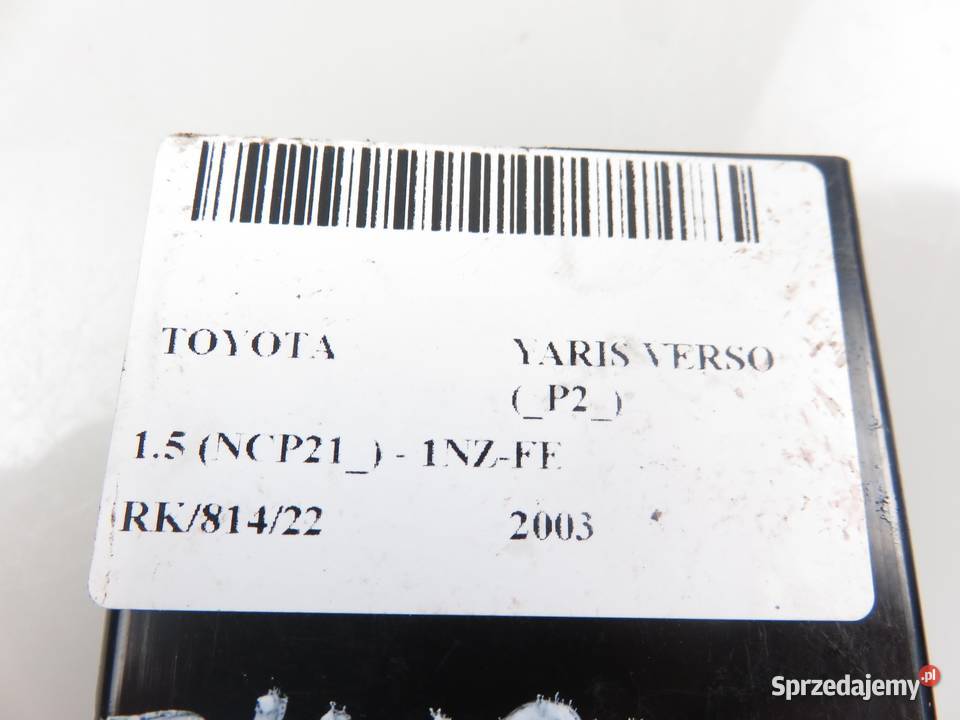 TOYOTA YARIS VERSO
(_P2_)
1.5 (NCP21_) - 1NZ-FE
RK/814/22 2003
Sprzedajemy.pl